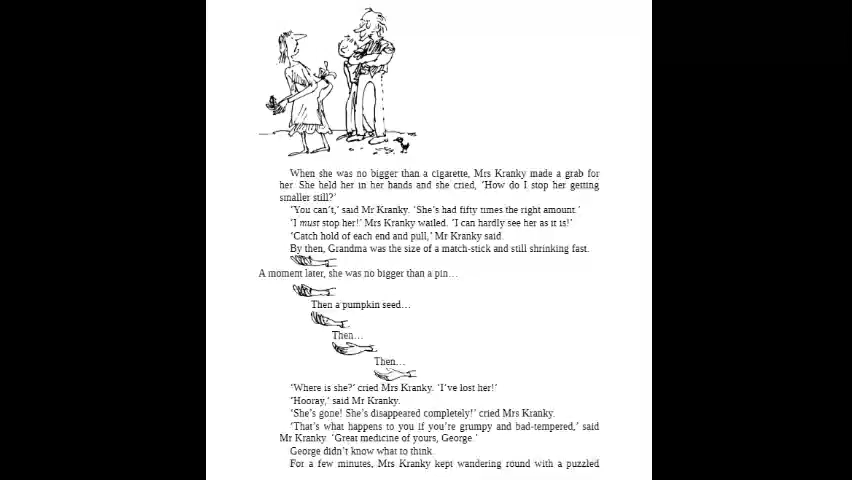 When she was no bigger than a cigarette, Mrs Kranky made a grab for
her. She held her in her hands and she cried, ‘How do I stop her getting
smaller still?’
‘You can’t,’ said Mr Kranky. ‘She’s had fifty times the right amount.’
‘I must stop her!’ Mrs Kranky wailed. ‘I can hardly see her as it is!’
‘Catch hold of each end and pull,’ Mr Kranky said.
By then, Grandma was the size of a match-stick and still shrinking fast.
A moment later, she was no bigger than a pin…
Then a pumpkin seed…
Then…
Then…
‘Where is she?’ cried Mrs Kranky. ‘I’ve lost her!’
‘Hooray,’ said Mr Kranky.
‘She’s gone! She’s disappeared completely!’ cried Mrs Kranky.
‘That’s what happens to you if you’re grumpy and bad-tempered,’ said
Mr Kranky. ‘Great medicine of yours, George.’
George didn’t know what to think.
For a few minutes, Mrs Kranky kept wandering round with a puzzled